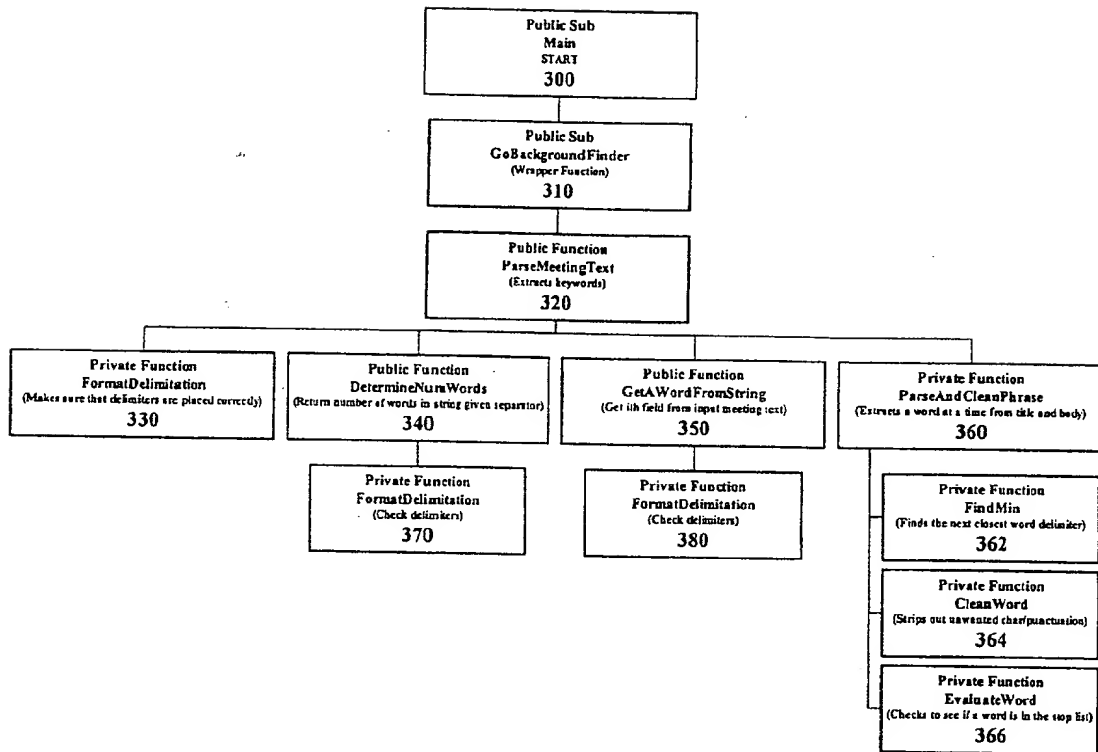 Public Sub
Main
START
300
Public Sub
GoBackgroundFinder
(Wrapper Function)
310
Public Function
ParseMeetingText
(Extracts keywords)
320
Private Function
FormatDelimitation
(Makes sure that delimiters are placed correctly)
330
Public Function
DetermineNumWords
(Return number of words in string given separator)
340
Public Function
GetAWordFromString
(Get ith field from input meeting text)
350
Private Function
ParseAndCleanPhrase
(Extracts a word at a time from title and body)
360
Private Function
FormatDelimitation
(Check delimiters)
370
Private Function
FormatDelimitation
(Check delimiters)
380
Private Function
FindMin
(Finds the next closest word delimiter)
362
Private Function
CleanWord
(Strips out unwanted char/punctuation)
364
Private Function
EvaluateWord
(Checks to see if a word is in the stop list)
366